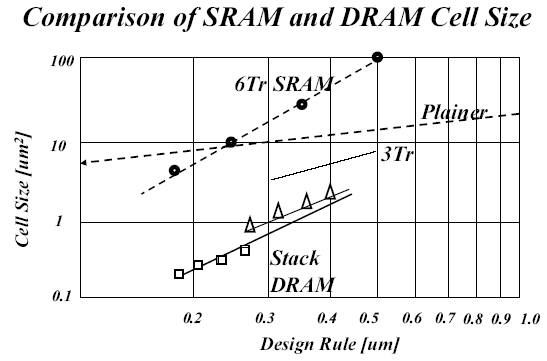 Comparison of SRAM and DRAM Cell Size
100
10
1
0.1
Cell Size [um²]
6Tr SRAM
Plainer
3Tr
Stack
DRAM
0.2 0.3 0.4 0.5 0.6 0.7 0.8 0.9 1.0
Design Rule [um]